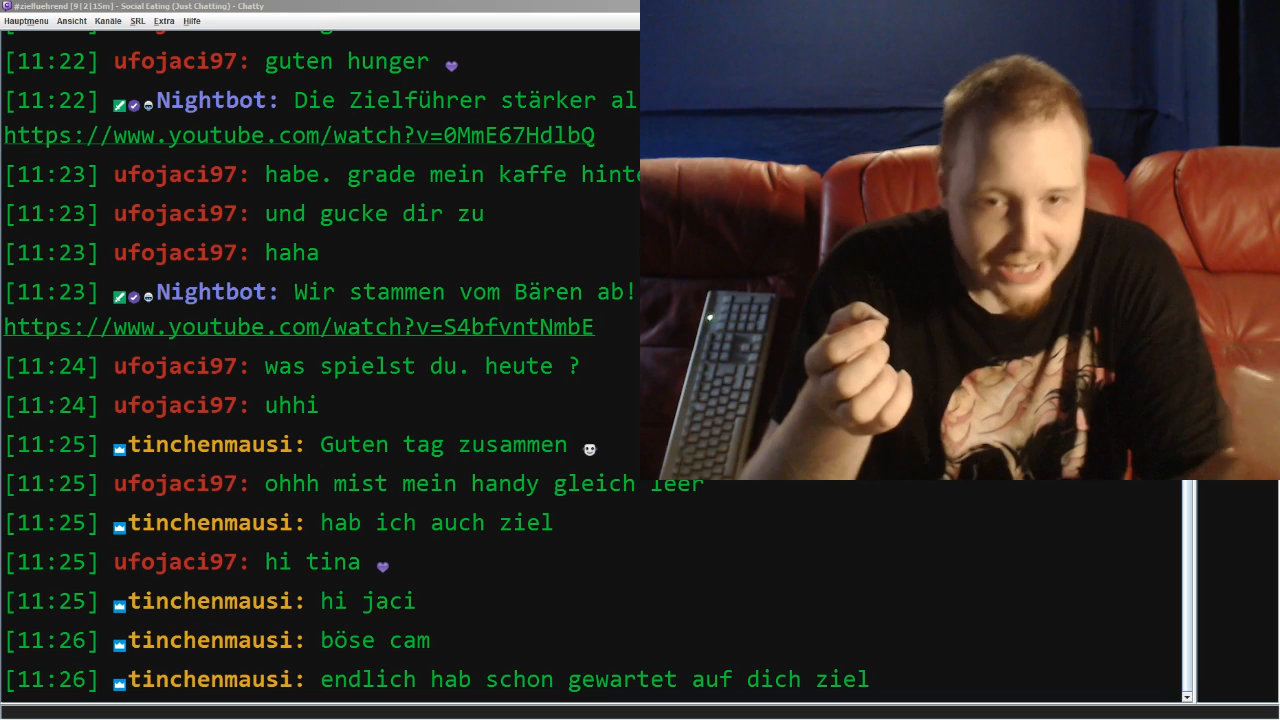 #zielfuehrend [9|2|15m] - Social Eating (Just Chatting) - Chatty
Hauptmenu Ansicht Kanäle SRL Extra Hilfe
[11:22] ufojaci97: guten hunger
[11:22] Nightbot: Die Zielführer stärker al
https://www.youtube.com/watch?v=0MmE67HdlbQ
[11:23] ufojaci97: habe. grade mein kaffe hinte
[11:23] ufojaci97: und gucke dir zu
[11:23] ufojaci97: haha
[11:23] Nightbot: Wir stammen vom Bären ab!
https://www.youtube.com/watch?v=S4bfvntNmbE
[11:24] ufojaci97: was spielst du. heute ?
[11:24] ufojaci97: uhhi
[11:25] tinchenmausi: Guten tag zusammen
[11:25] ufojaci97: ohhh mist mein handy gleich leer
[11:25] tinchenmausi: hab ich auch ziel
[11:25] ufojaci97: hi tina
[11:25] tinchenmausi: hi jaci
[11:26] tinchenmausi: böse cam
[11:26] tinchenmausi: endlich hab schon gewartet auf dich ziel